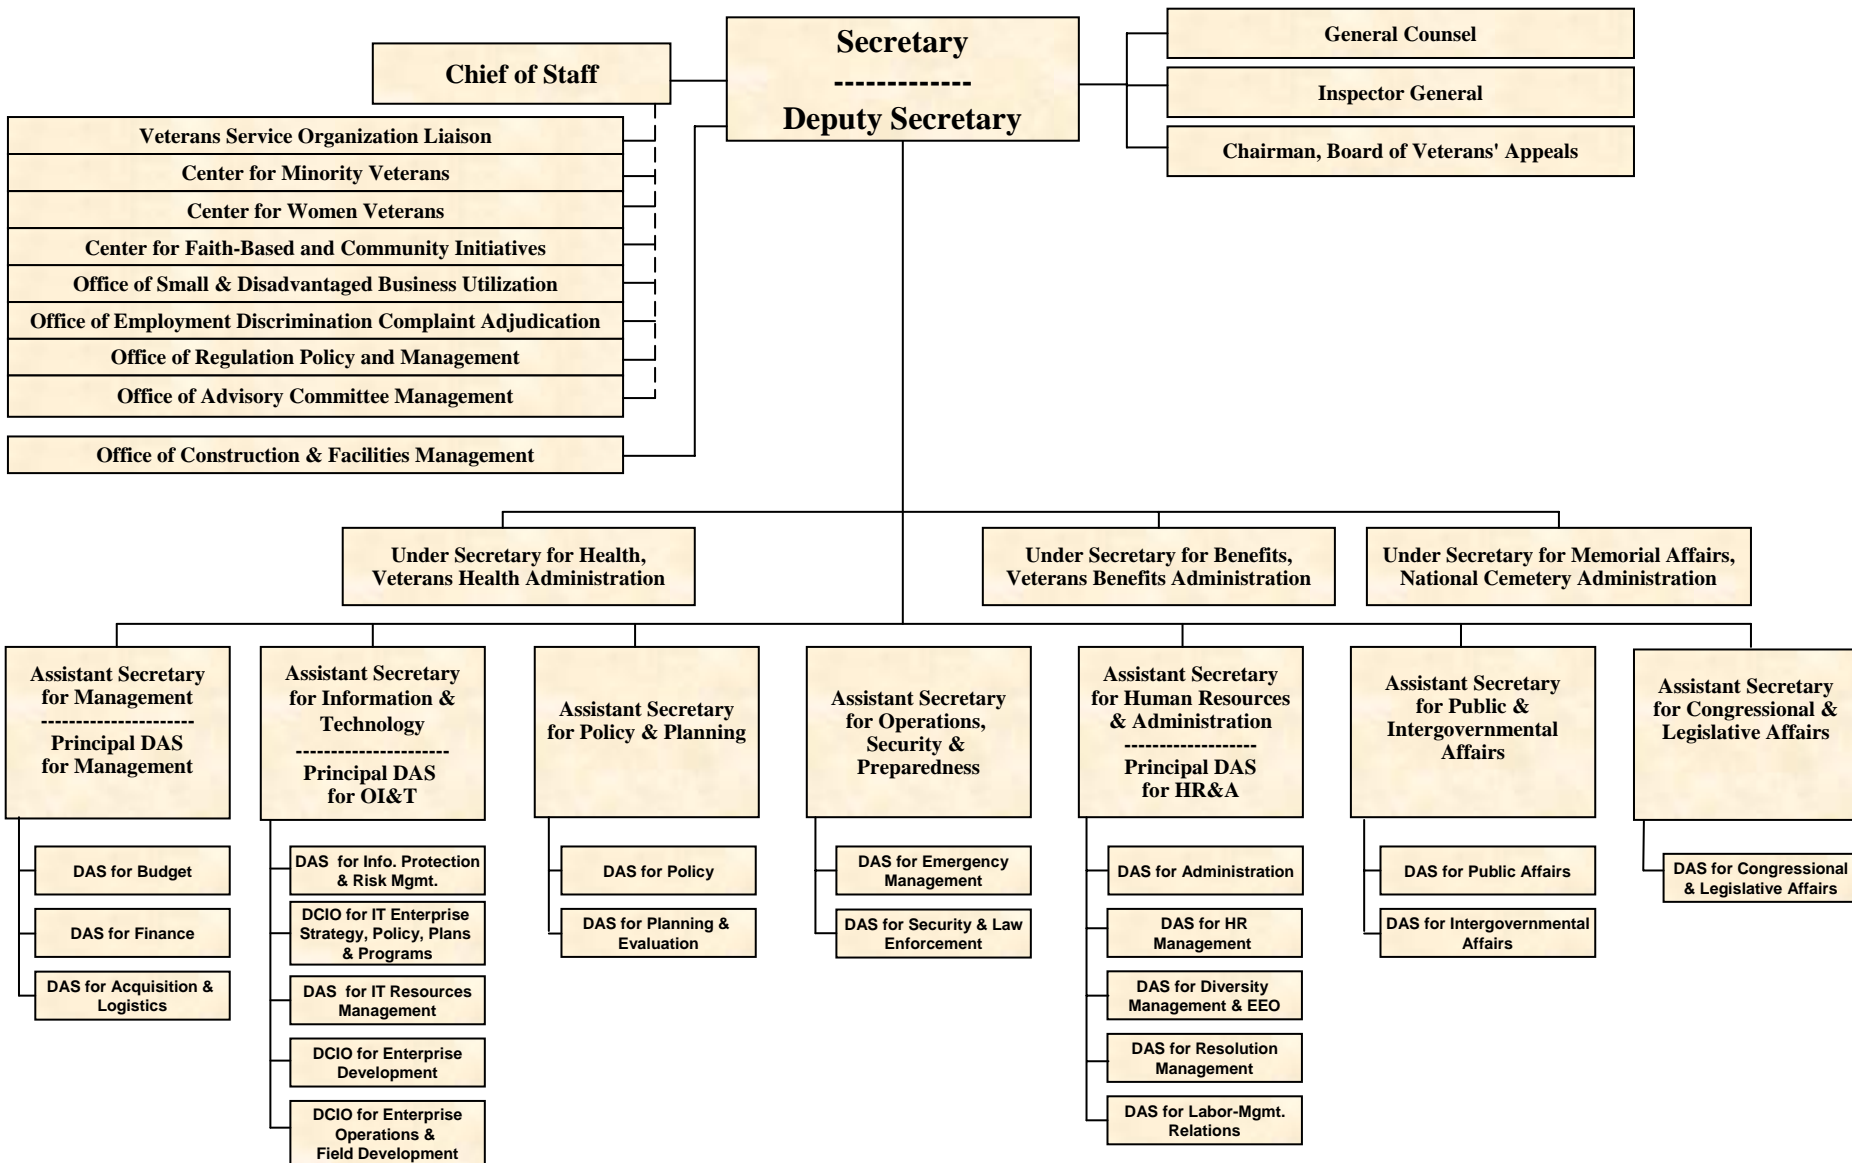 Secretary
-------------
Deputy Secretary
Chief of Staff
General Counsel
Inspector General
Chairman, Board of Veterans' Appeals
Veterans Service Organization Liaison
Center for Minority Veterans
Center for Women Veterans
Center for Faith-Based and Community Initiatives
Office of Small & Disadvantaged Business Utilization
Office of Employment Discrimination Complaint Adjudication
Office of Regulation Policy and Management
Office of Advisory Committee Management
Office of Construction & Facilities Management
Under Secretary for Health,
Veterans Health Administration
Under Secretary for Benefits,
Veterans Benefits Administration
Under Secretary for Memorial Affairs,
National Cemetery Administration
Assistant Secretary
for Management
----------------------
Principal DAS
for Management
DAS for Budget
DAS for Finance
DAS for Acquisition &
Logistics
Assistant Secretary
for Information &
Technology
----------------------
Principal DAS
for OI&T
DAS for Info. Protection
& Risk Mgmt.
DCIO for IT Enterprise
Strategy, Policy, Plans
& Programs
DAS for IT Resources
Management
DCIO for Enterprise
Development
DCIO for Enterprise
Operations &
Field Development
Assistant Secretary
for Policy & Planning
DAS for Policy
DAS for Planning &
Evaluation
Assistant Secretary
for Operations,
Security &
Preparedness
DAS for Emergency
Management
DAS for Security & Law
Enforcement
Assistant Secretary
for Human Resources
& Administration
-------------------
Principal DAS
for HR&A
DAS for Administration
DAS for HR
Management
DAS for Diversity
Management & EEO
DAS for Resolution
Management
DAS for Labor-Mgmt.
Relations
Assistant Secretary
for Public &
Intergovernmental
Affairs
DAS for Public Affairs
DAS for Intergovernmental
Affairs
Assistant Secretary
for Congressional &
Legislative Affairs
DAS for Congressional
& Legislative Affairs